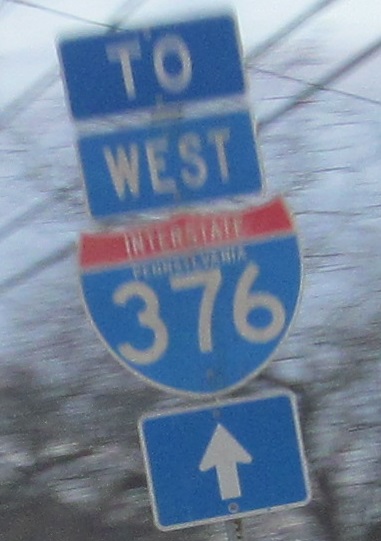 TO
WEST
INTERSTATE
PENNSYLVANIA
376